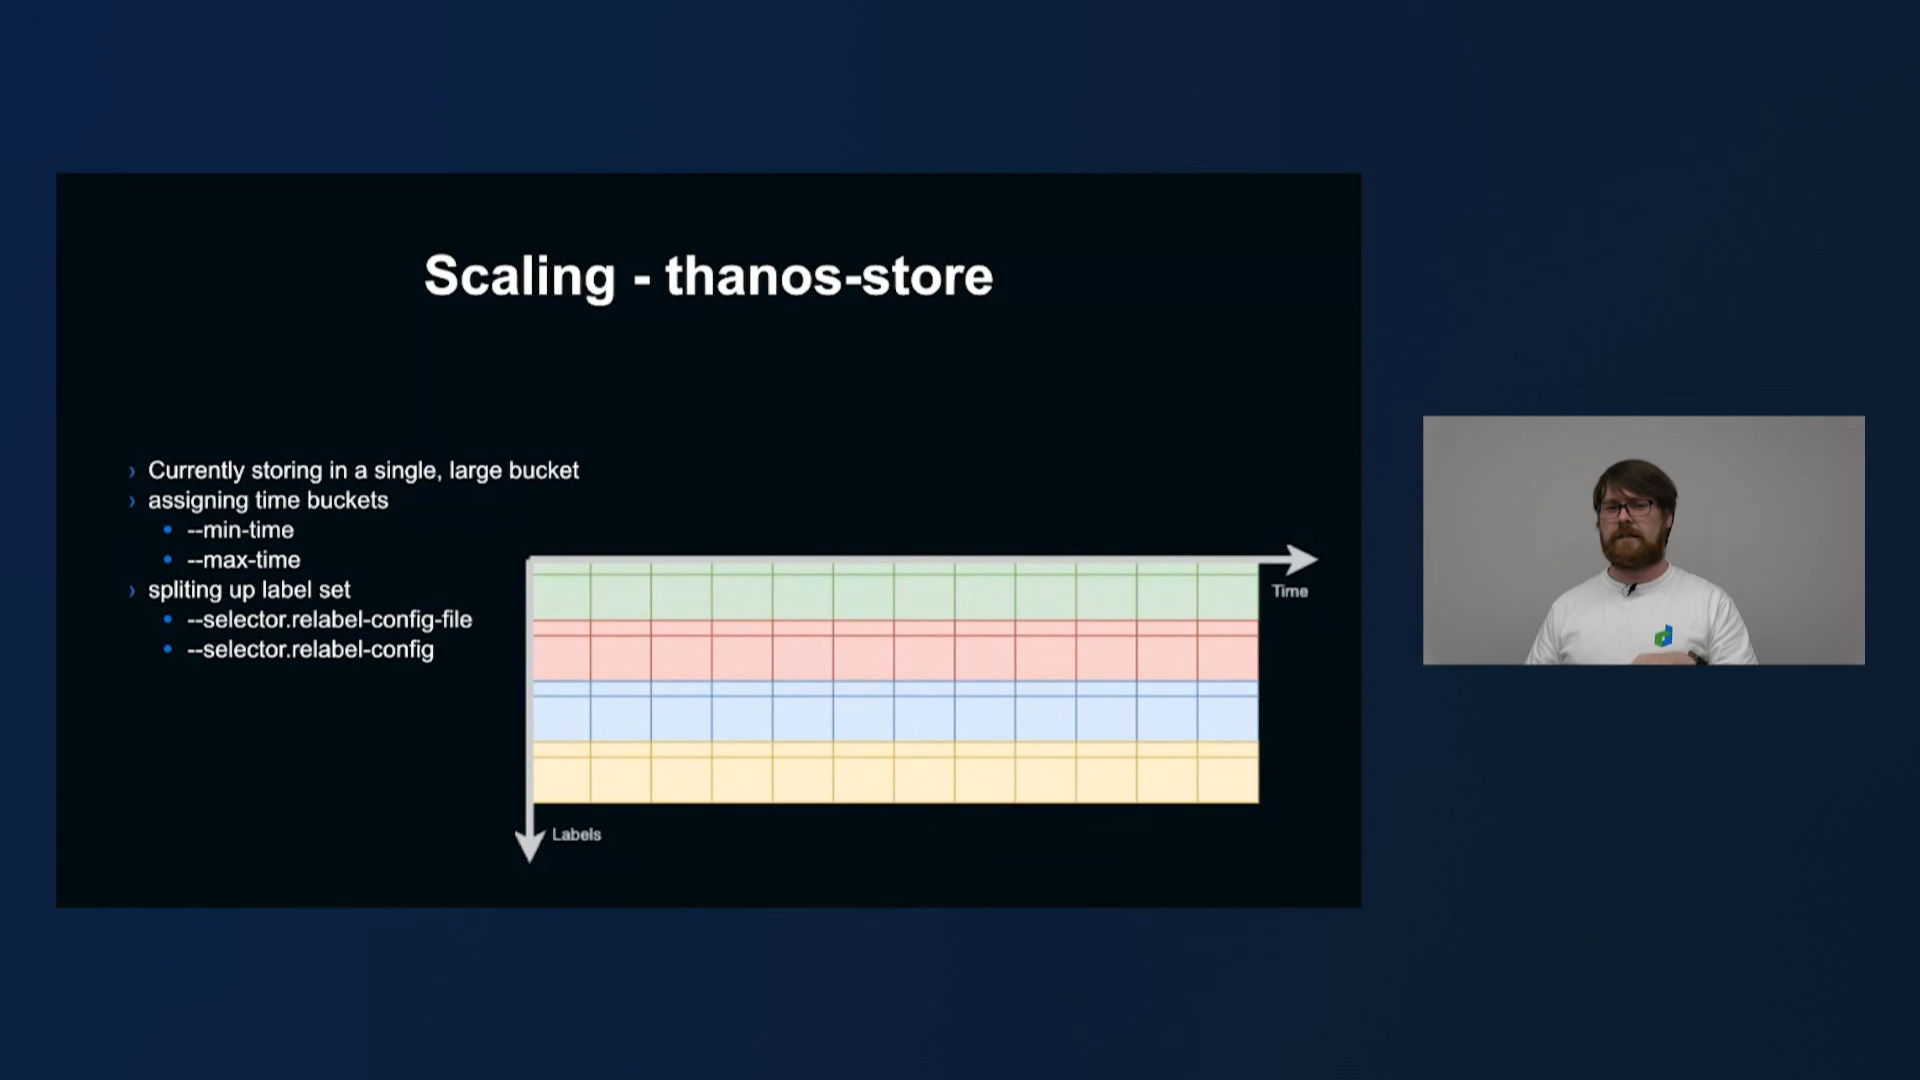 Scaling - thanos-store
Currently storing in a single, large bucket
assigning time buckets
--min-time
--max-time
spliting up label set
--selector.relabel-config-file
--selector.relabel-config
Time
Labels